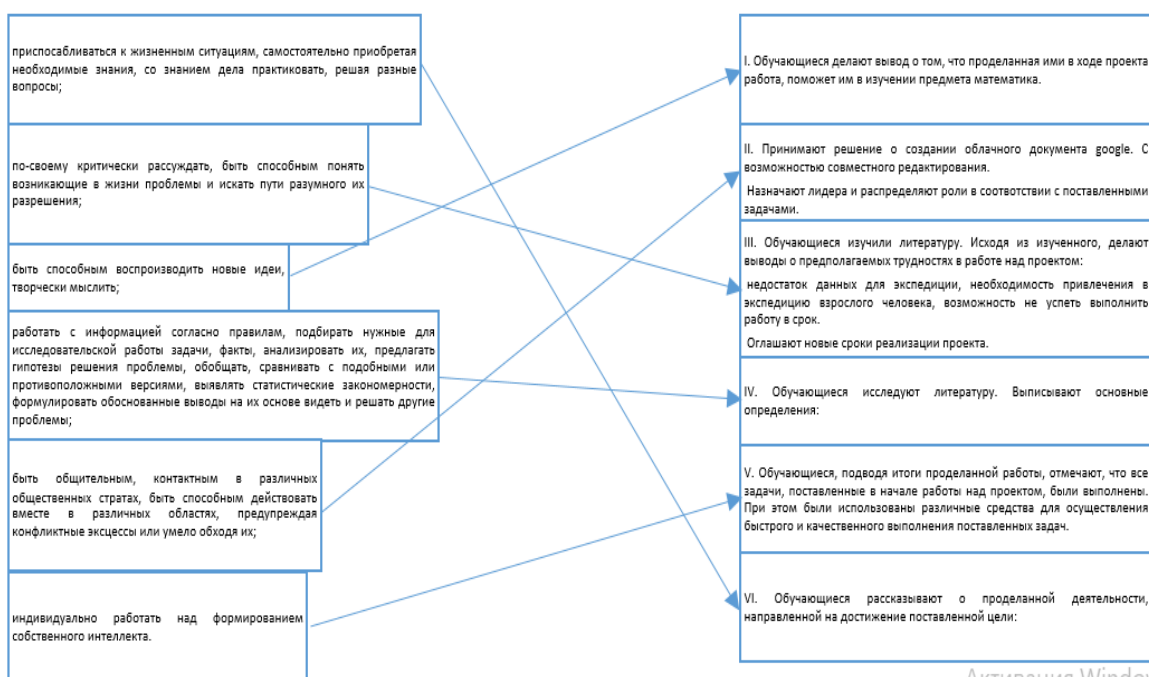 приспосабливаться к жизненным ситуациям, самостоятельно приобретая
необходимые знания, со знанием дела практиковать, решая разные
вопросы;
по-своему критически рассуждать, быть способным понять
возникающие в жизни проблемы и искать пути разумного их
разрешения;
быть способным воспроизводить новые идеи,
творчески мыслить;
работать с информацией согласно правилам, подбирать нужные для
исследовательской работы задачи, факты, анализировать их, предлагать
гипотезы решения проблемы, обобщать, сравнивать с подобными или
противоположными версиями, выявлять статистические закономерности,
формулировать обоснованные выводы на их основе видеть и решать другие
проблемы;
быть общительным, контактным в различных
общественных стратах, быть способным действовать
вместе в различных областях, предупреждая
конфликтные эксцессы или умело обходя их;
индивидуально работать над формированием
собственного интеллекта.
I. Обучающиеся делают вывод о том, что проделанная ими в ходе проекта
работа, поможет им в изучении предмета математика.
II. Принимают решение о создании облачного документа google. С
возможностью совместного редактирования.
Назначают лидера и распределяют роли в соответствии с поставленными
задачами.
III. Обучающиеся изучили литературу. Исходя из изученного, делают
выводы о предполагаемых трудностях в работе над проектом:
недостаток данных для экспедиции, необходимость привлечения в
экспедицию взрослого человека, возможность не успеть выполнить
работу в срок.
Оглашают новые сроки реализации проекта.
IV. Обучающиеся исследуют литературу. Выписывают основные
определения:
V. Обучающиеся, подводя итоги проделанной работы, отмечают, что все
задачи, поставленные в начале работы над проектом, были выполнены.
При этом были использованы различные средства для осуществления
быстрого и качественного выполнения поставленных задач.
VI. Обучающиеся рассказывают о проделанной деятельности,
направленной на достижение поставленной цели: